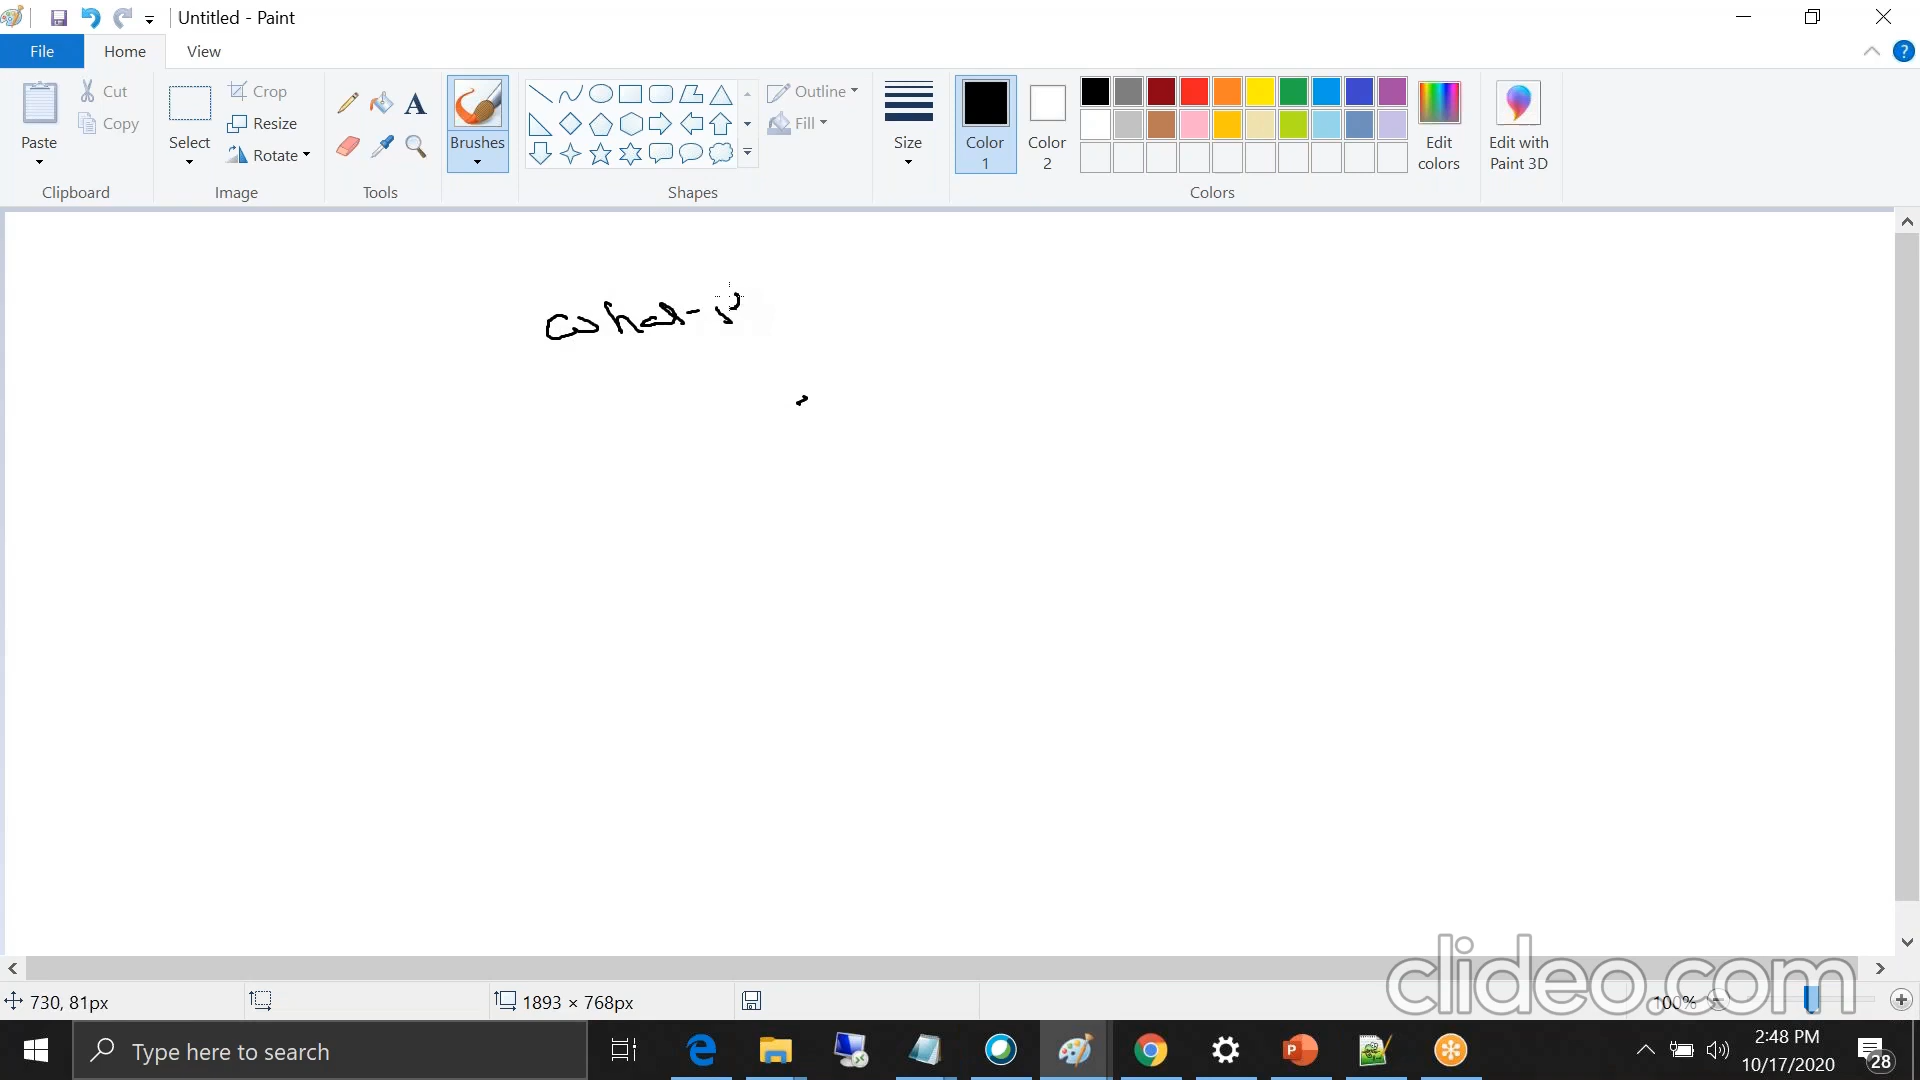 Untitled - Paint
File Home View
Paste Cut Copy Select Crop Resize Rotate Brushes Outline Fill Size Color 1 Color 2 Edit colors Edit with Paint 3D
Clipboard Image Tools Shapes Colors
what-i
730, 81px 1893 × 768px 100%
clideo.com
Type here to search
2:48 PM
10/17/2020
28